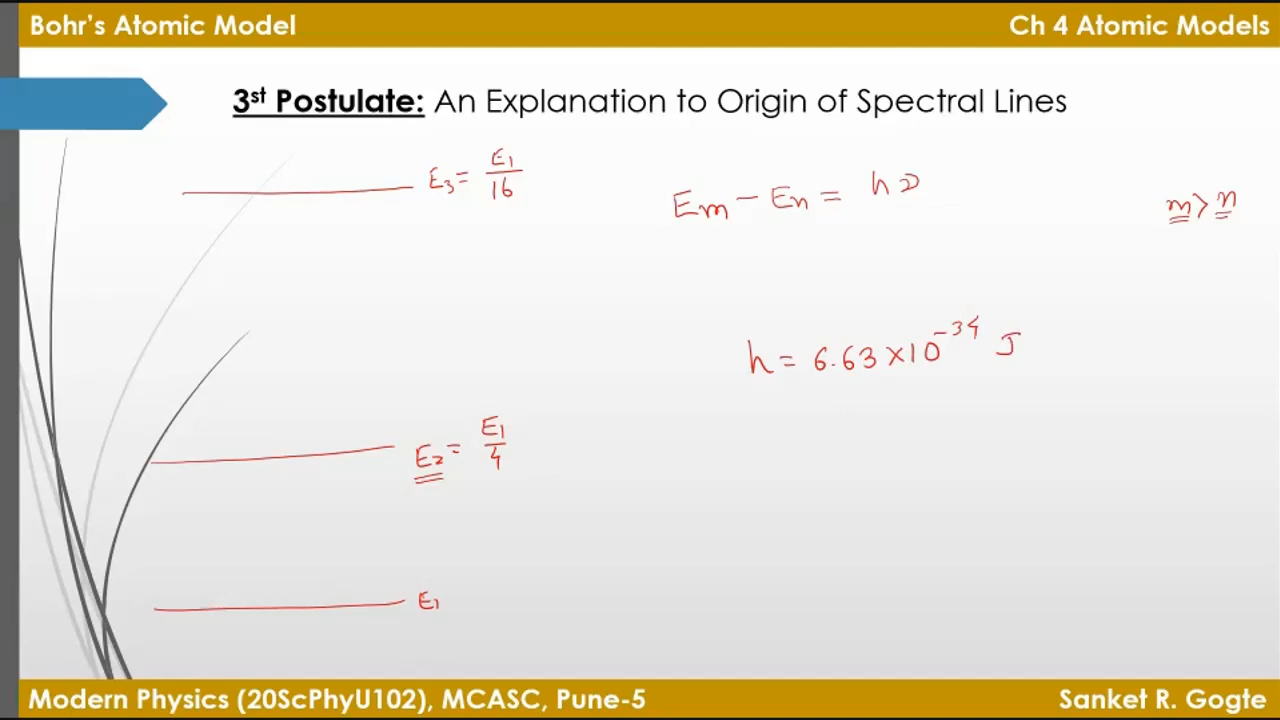 Bohr's Atomic Model
Ch 4 Atomic Models
3st Postulate: An Explanation to Origin of Spectral Lines
E₃ = E₁/16
Eₘ − Eₙ = hν
m > n
h = 6.63 × 10⁻³⁴ J
E₂ = E₁/4
E₁
Modern Physics (20ScPhyU102), MCASC, Pune-5
Sanket R. Gogte